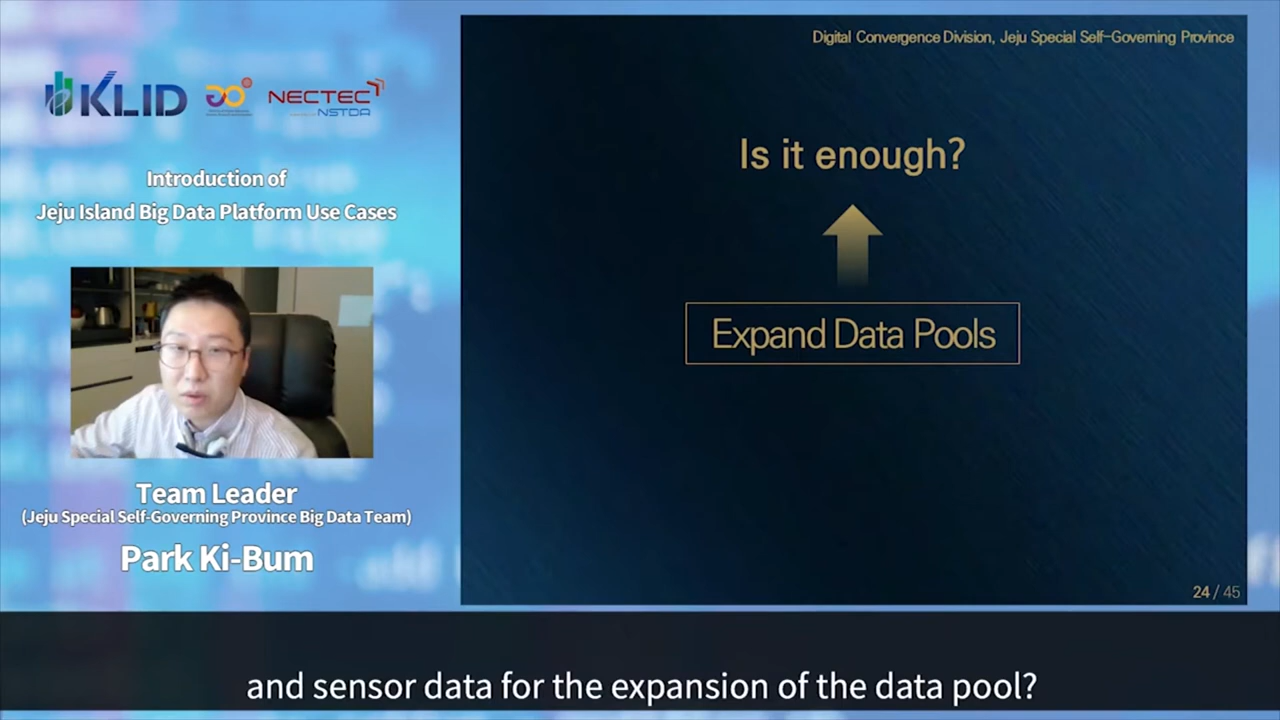 KLID
NECTEC
NSTDA
Introduction of
Jeju Island Big Data Platform Use Cases
Team Leader
(Jeju Special Self-Governing Province Big Data Team)
Park Ki-Bum
Digital Convergence Division, Jeju Special Self-Governing Province
Is it enough?
Expand Data Pools
24 / 45
and sensor data for the expansion of the data pool?